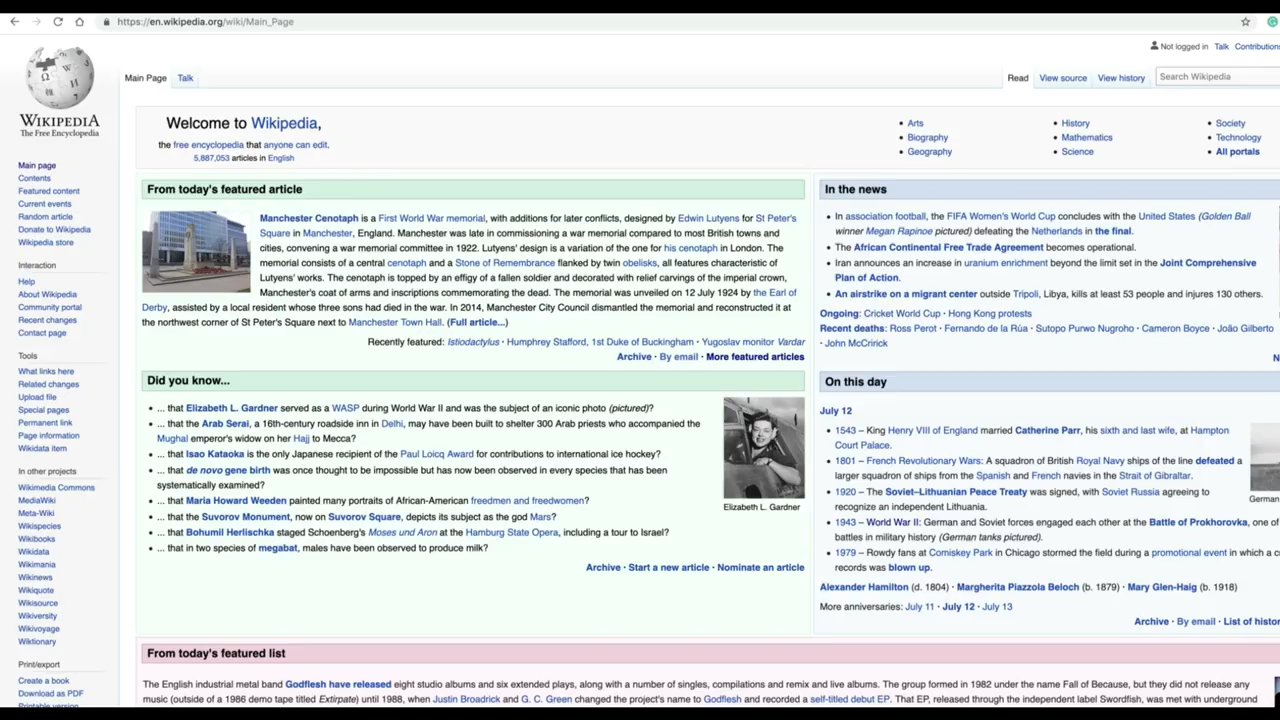 https://en.wikipedia.org/wiki/Main_Page
Not logged in Talk Contributions
Main Page Talk Read View source View history Search Wikipedia
WIKIPEDIA
The Free Encyclopedia
Main page
Contents
Featured content
Current events
Random article
Donate to Wikipedia
Wikipedia store
Interaction
Help
About Wikipedia
Community portal
Recent changes
Contact page
Tools
What links here
Related changes
Upload file
Special pages
Permanent link
Page information
Wikidata item
In other projects
Wikimedia Commons
MediaWiki
Meta-Wiki
Wikispecies
Wikibooks
Wikidata
Wikimania
Wikinews
Wikiquote
Wikisource
Wikiversity
Wikivoyage
Wiktionary
Print/export
Create a book
Download as PDF
Printable version
Welcome to Wikipedia,
the free encyclopedia that anyone can edit.
5,887,053 articles in English
• Arts
• Biography
• Geography
• History
• Mathematics
• Science
• Society
• Technology
• All portals
From today's featured article
Manchester Cenotaph is a First World War memorial, with additions for later conflicts, designed by Edwin Lutyens for St Peter's
Square in Manchester, England. Manchester was late in commissioning a war memorial compared to most British towns and
cities, convening a war memorial committee in 1922. Lutyens' design is a variation of the one for his cenotaph in London. The
memorial consists of a central cenotaph and a Stone of Remembrance flanked by twin obelisks, all features characteristic of
Lutyens' works. The cenotaph is topped by an effigy of a fallen soldier and decorated with relief carvings of the imperial crown,
Manchester's coat of arms and inscriptions commemorating the dead. The memorial was unveiled on 12 July 1924 by the Earl of
Derby, assisted by a local resident whose three sons had died in the war. In 2014, Manchester City Council dismantled the memorial and reconstructed it at
the northwest corner of St Peter's Square next to Manchester Town Hall. (Full article...)
Recently featured: Istiodactylus · Humphrey Stafford, 1st Duke of Buckingham · Yugoslav monitor Vardar
Archive · By email · More featured articles
Did you know...
• ... that Elizabeth L. Gardner served as a WASP during World War II and was the subject of an iconic photo (pictured)?
• ... that the Arab Serai, a 16th-century roadside inn in Delhi, may have been built to shelter 300 Arab priests who accompanied the
Mughal emperor's widow on her Hajj to Mecca?
• ... that Isao Kataoka is the only Japanese recipient of the Paul Loicq Award for contributions to international ice hockey?
• ... that de novo gene birth was once thought to be impossible but has now been observed in every species that has been
systematically examined?
• ... that Maria Howard Weeden painted many portraits of African-American freedmen and freedwomen?
• ... that the Suvorov Monument, now on Suvorov Square, depicts its subject as the god Mars?
• ... that Bohumil Herlischka staged Schoenberg's Moses und Aron at the Hamburg State Opera, including a tour to Israel?
• ... that in two species of megabat, males have been observed to produce milk?
Elizabeth L. Gardner
Archive · Start a new article · Nominate an article
In the news
• In association football, the FIFA Women's World Cup concludes with the United States (Golden Ball
winner Megan Rapinoe pictured) defeating the Netherlands in the final.
• The African Continental Free Trade Agreement becomes operational.
• Iran announces an increase in uranium enrichment beyond the limit set in the Joint Comprehensive
Plan of Action.
• An airstrike on a migrant center outside Tripoli, Libya, kills at least 53 people and injures 130 others.
Ongoing: Cricket World Cup · Hong Kong protests
Recent deaths: Ross Perot · Fernando de la Rúa · Sutopo Purwo Nugroho · Cameron Boyce · João Gilberto
· John McCririck
N
On this day
July 12
• 1543 – King Henry VIII of England married Catherine Parr, his sixth and last wife, at Hampton
Court Palace.
• 1801 – French Revolutionary Wars: A squadron of British Royal Navy ships of the line defeated a
larger squadron of ships from the Spanish and French navies in the Strait of Gibraltar.
• 1920 – The Soviet–Lithuanian Peace Treaty was signed, with Soviet Russia agreeing to
recognize an independent Lithuania.
• 1943 – World War II: German and Soviet forces engaged each other at the Battle of Prokhorovka, one of
battles in military history (German tanks pictured).
• 1979 – Rowdy fans at Comiskey Park in Chicago stormed the field during a promotional event in which a c
records was blown up.
German
Alexander Hamilton (d. 1804) · Margherita Piazzola Beloch (b. 1879) · Mary Glen-Haig (b. 1918)
More anniversaries: July 11 · July 12 · July 13
Archive · By email · List of histor
From today's featured list
The English industrial metal band Godflesh have released eight studio albums and six extended plays, along with a number of singles, compilations and remix and live albums. The group formed in 1982 under the name Fall of Because, but they did not release any
music (outside of a 1986 demo tape titled Extirpate) until 1988, when Justin Broadrick and G. C. Green changed the project's name to Godflesh and recorded a self-titled debut EP. That EP, released through the independent label Swordfish, was met with underground